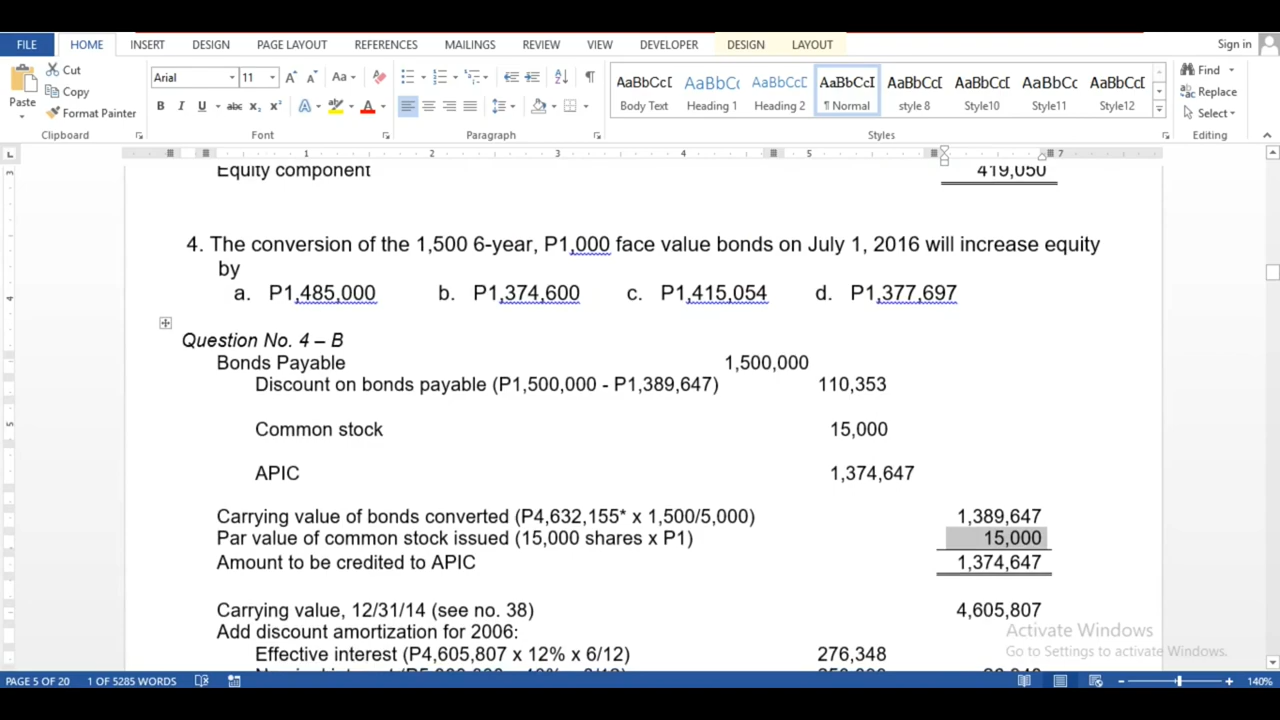 FILE HOME INSERT DESIGN PAGE LAYOUT REFERENCES MAILINGS REVIEW VIEW DEVELOPER DESIGN LAYOUT Sign in
Cut
Copy
Format Painter
Paste
Arial 11
Aa
B I U abc X₂ X² A A
AaBbCcI AaBbCc AaBbCc AaBbCcI AaBbCcI AaBbCcI AaBbCcI AaBbCcI
Body Text Heading 1 Heading 2 ¶ Normal Style10 Style11 Style12
Find
Replace
Select
Clipboard Font Paragraph Styles Editing
1 2 3 4 5 7
Equity component 419,050
4. The conversion of the 1,500 6-year, P1,000 face value bonds on July 1, 2016 will increase equity
by
a. P1,485,000 b. P1,374,600 c. P1,415,054 d. P1,377,697
Question No. 4 – B
Bonds Payable 1,500,000
Discount on bonds payable (P1,500,000 - P1,389,647) 110,353
Common stock 15,000
APIC 1,374,647
Carrying value of bonds converted (P4,632,155* x 1,500/5,000) 1,389,647
Par value of common stock issued (15,000 shares x P1) 15,000
Amount to be credited to APIC 1,374,647
Carrying value, 12/31/14 (see no. 38) 4,605,807
Add discount amortization for 2006:
Effective interest (P4,605,807 x 12% x 6/12) 276,348
Activate Windows
Go to Settings to activate Windows.
PAGE 5 OF 20 1 OF 5285 WORDS 140%